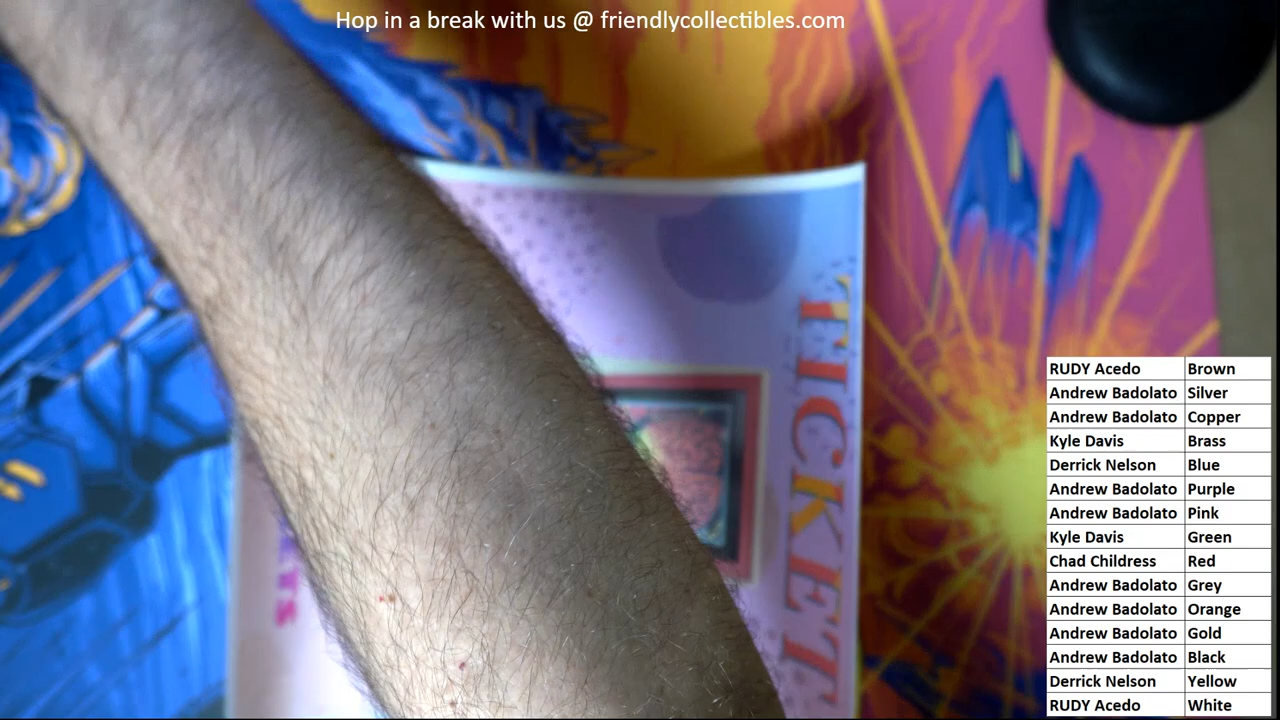 Hop in a break with us @ friendlycollectibles.com
TICKET
RUDY Acedo Brown
Andrew Badolato Silver
Andrew Badolato Copper
Kyle Davis Brass
Derrick Nelson Blue
Andrew Badolato Purple
Andrew Badolato Pink
Kyle Davis Green
Chad Childress Red
Andrew Badolato Grey
Andrew Badolato Orange
Andrew Badolato Gold
Andrew Badolato Black
Derrick Nelson Yellow
RUDY Acedo White